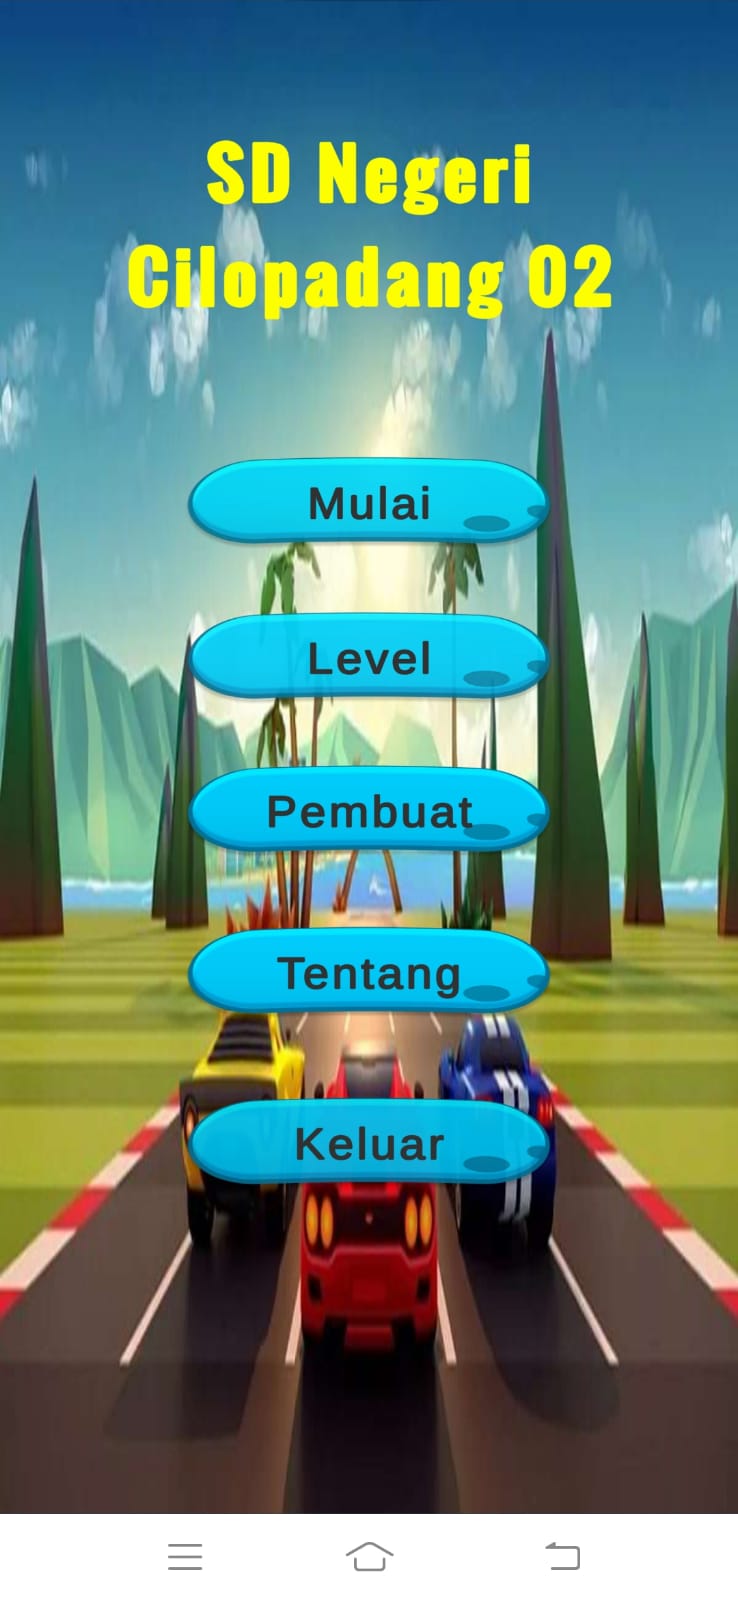 SD Negeri
Cilopadang 02
Mulai
Level
Pembuat
Tentang
Keluar